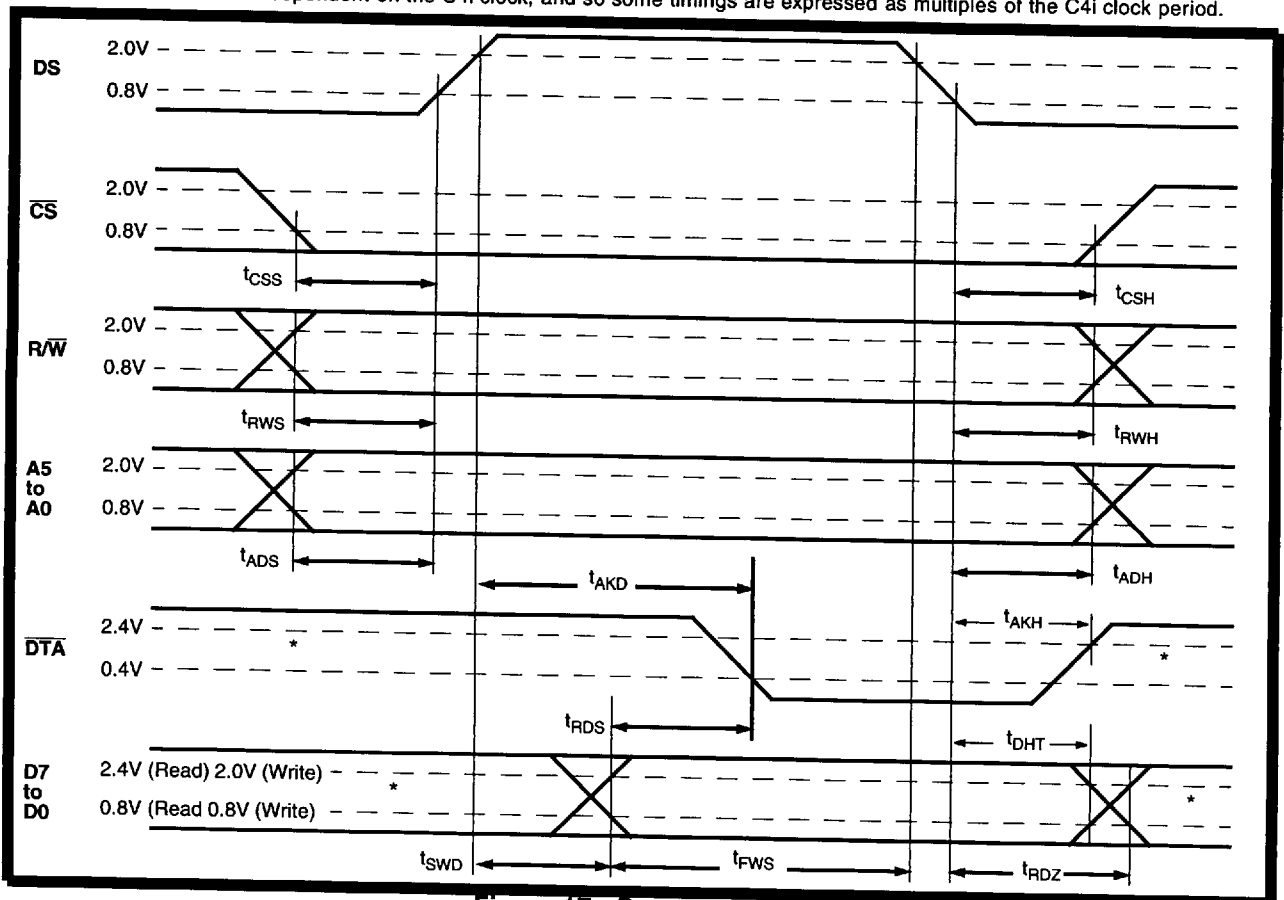 dependent on the C4i clock, and so some timings are expressed as multiples of the C4i clock period.
DS
2.0V
0.8V
CS
2.0V
0.8V
tCSS
tCSH
R/W
2.0V
0.8V
tRWS
tRWH
A5
to
A0
2.0V
0.8V
tADS
tADH
tAKD
DTA
2.4V
0.4V
*
*
tAKH
tRDS
tDHT
D7
to
D0
2.4V (Read) 2.0V (Write)
0.8V (Read 0.8V (Write)
*
*
tSWD
tFWS
tRDZ